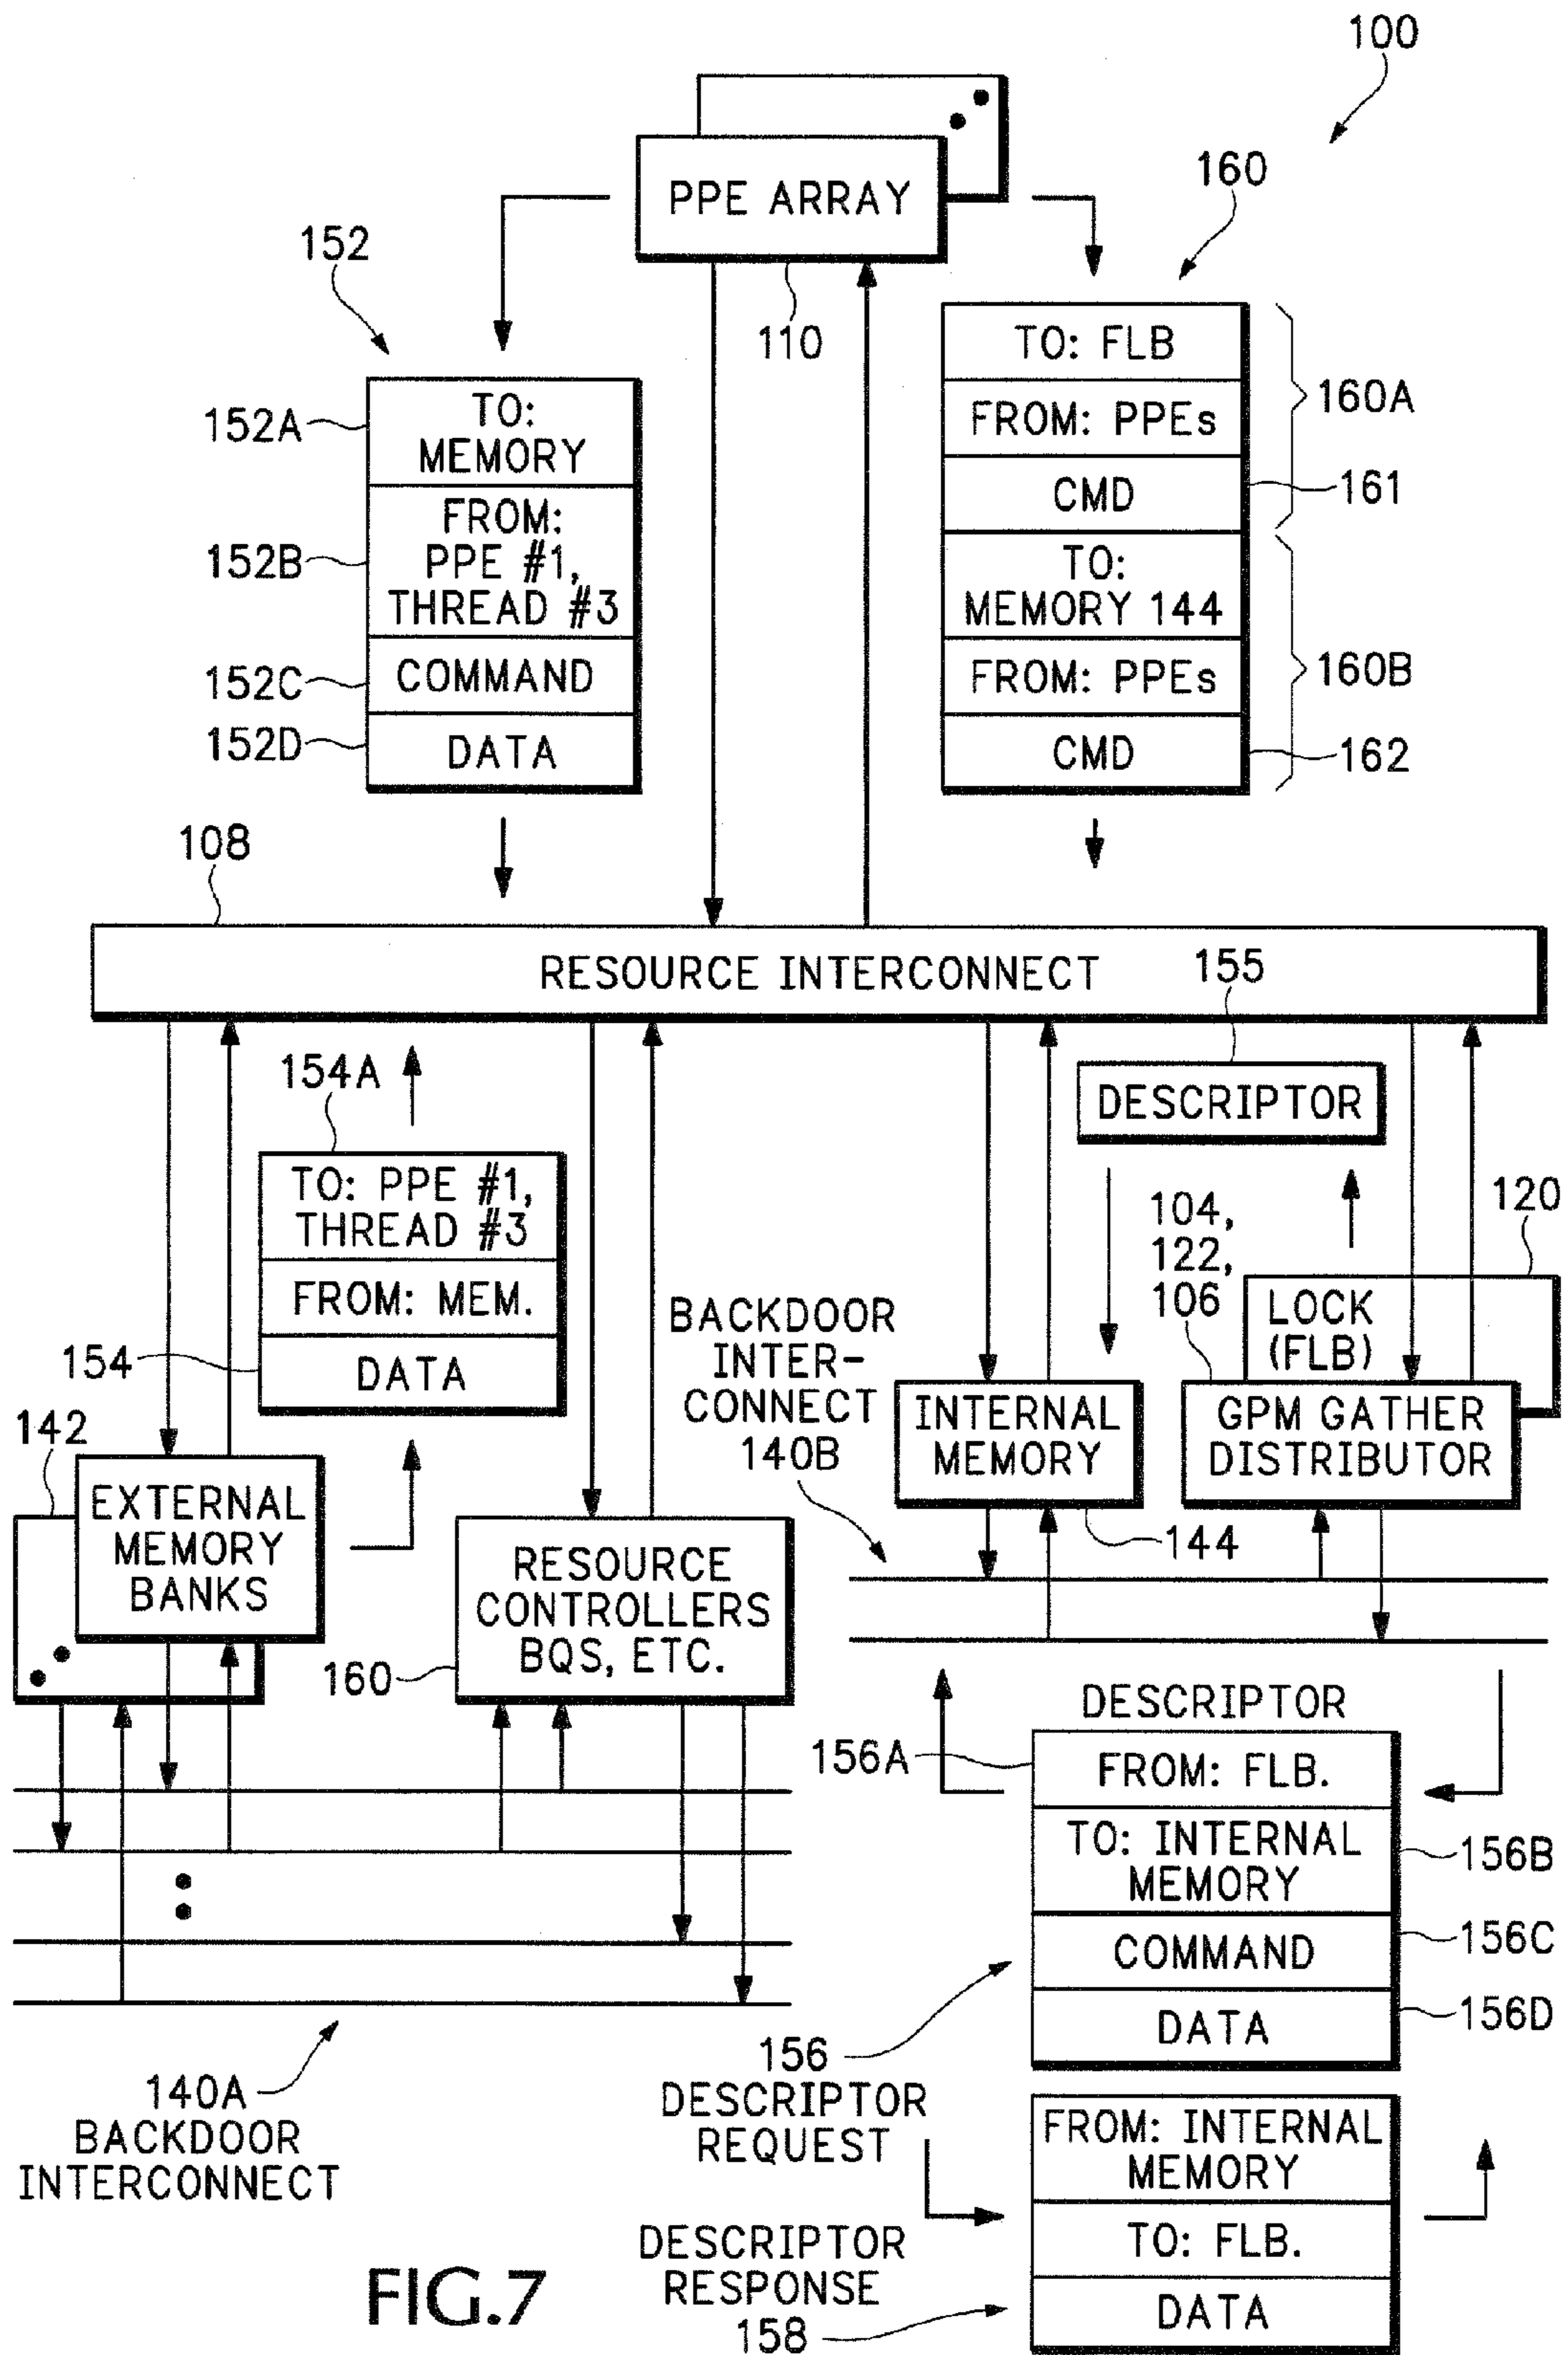 100
PPE ARRAY
160
152
110
TO: FLB
160A
FROM: PPEs
CMD
161
TO:
MEMORY 144
FROM: PPEs
160B
CMD
162
152A
TO:
MEMORY
152B
FROM:
PPE #1,
THREAD #3
152C
COMMAND
152D
DATA
108
RESOURCE INTERCONNECT
155
154A
DESCRIPTOR
TO: PPE #1,
THREAD #3
FROM: MEM.
154
DATA
104,
122,
106
120
LOCK
(FLB)
BACKDOOR
INTER-
CONNECT
140B
INTERNAL
MEMORY
GPM GATHER
DISTRIBUTOR
142
EXTERNAL
MEMORY
BANKS
144
RESOURCE
CONTROLLERS
BQS, ETC.
160
DESCRIPTOR
156A
FROM: FLB.
TO: INTERNAL
MEMORY
156B
COMMAND
156C
DATA
156D
156
DESCRIPTOR
REQUEST
140A
BACKDOOR
INTERCONNECT
FROM: INTERNAL
MEMORY
TO: FLB.
DATA
DESCRIPTOR
RESPONSE
158
FIG.7